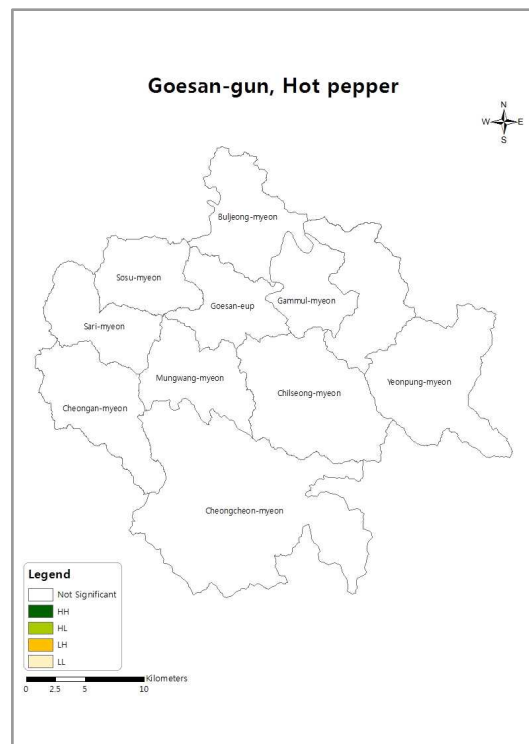 Goesan-gun, Hot pepper
N
W E
S
Buljeong-myeon
Sosu-myeon
Goesan-eup
Gammul-myeon
Sari-myeon
Mungwang-myeon
Chilseong-myeon
Yeonpung-myeon
Cheongan-myeon
Cheongcheon-myeon
Legend
Not Significant
HH
HL
LH
LL
Kilometers
0 2.5 5 10